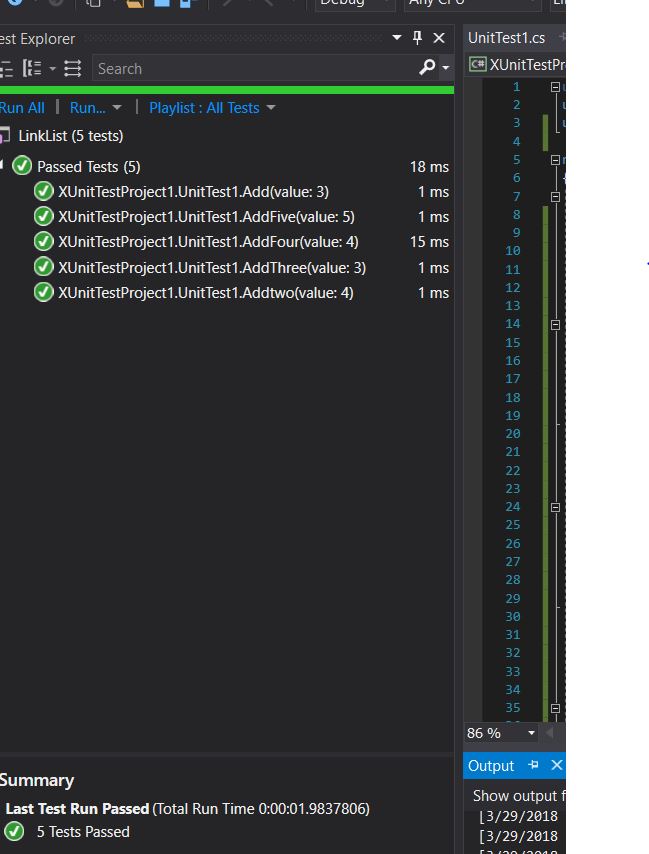 Debug
est Explorer
Search
Run All | Run... | Playlist : All Tests
LinkList (5 tests)
Passed Tests (5) 18 ms
XUnitTestProject1.UnitTest1.Add(value: 3) 1 ms
XUnitTestProject1.UnitTest1.AddFive(value: 5) 1 ms
XUnitTestProject1.UnitTest1.AddFour(value: 4) 15 ms
XUnitTestProject1.UnitTest1.AddThree(value: 3) 1 ms
XUnitTestProject1.UnitTest1.Addtwo(value: 4) 1 ms
Summary
Last Test Run Passed (Total Run Time 0:00:01.9837806)
5 Tests Passed
UnitTest1.cs
C# XUnitTestPr
1
2
3
4
5
6
7
8
9
10
11
12
13
14
15
16
17
18
19
20
21
22
23
24
25
26
27
28
29
30
31
32
33
34
35
86 %
Output
Show output f
[3/29/2018
[3/29/2018
[3/29/2018